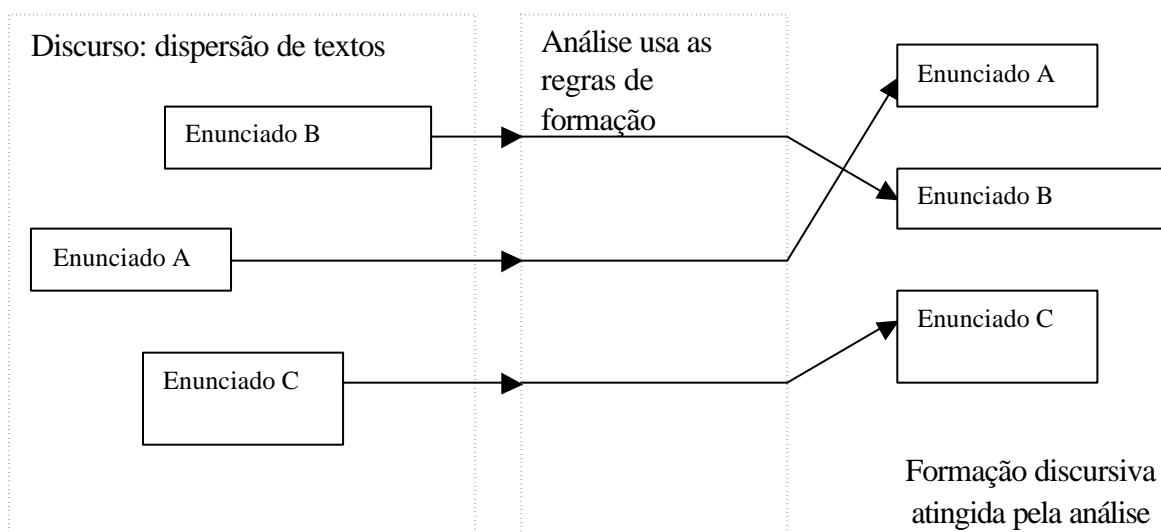 Discurso: dispersão de textos
Enunciado B
Enunciado A
Enunciado C
Análise usa as
regras de
formação
Enunciado A
Enunciado B
Enunciado C
Formação discursiva
atingida pela análise